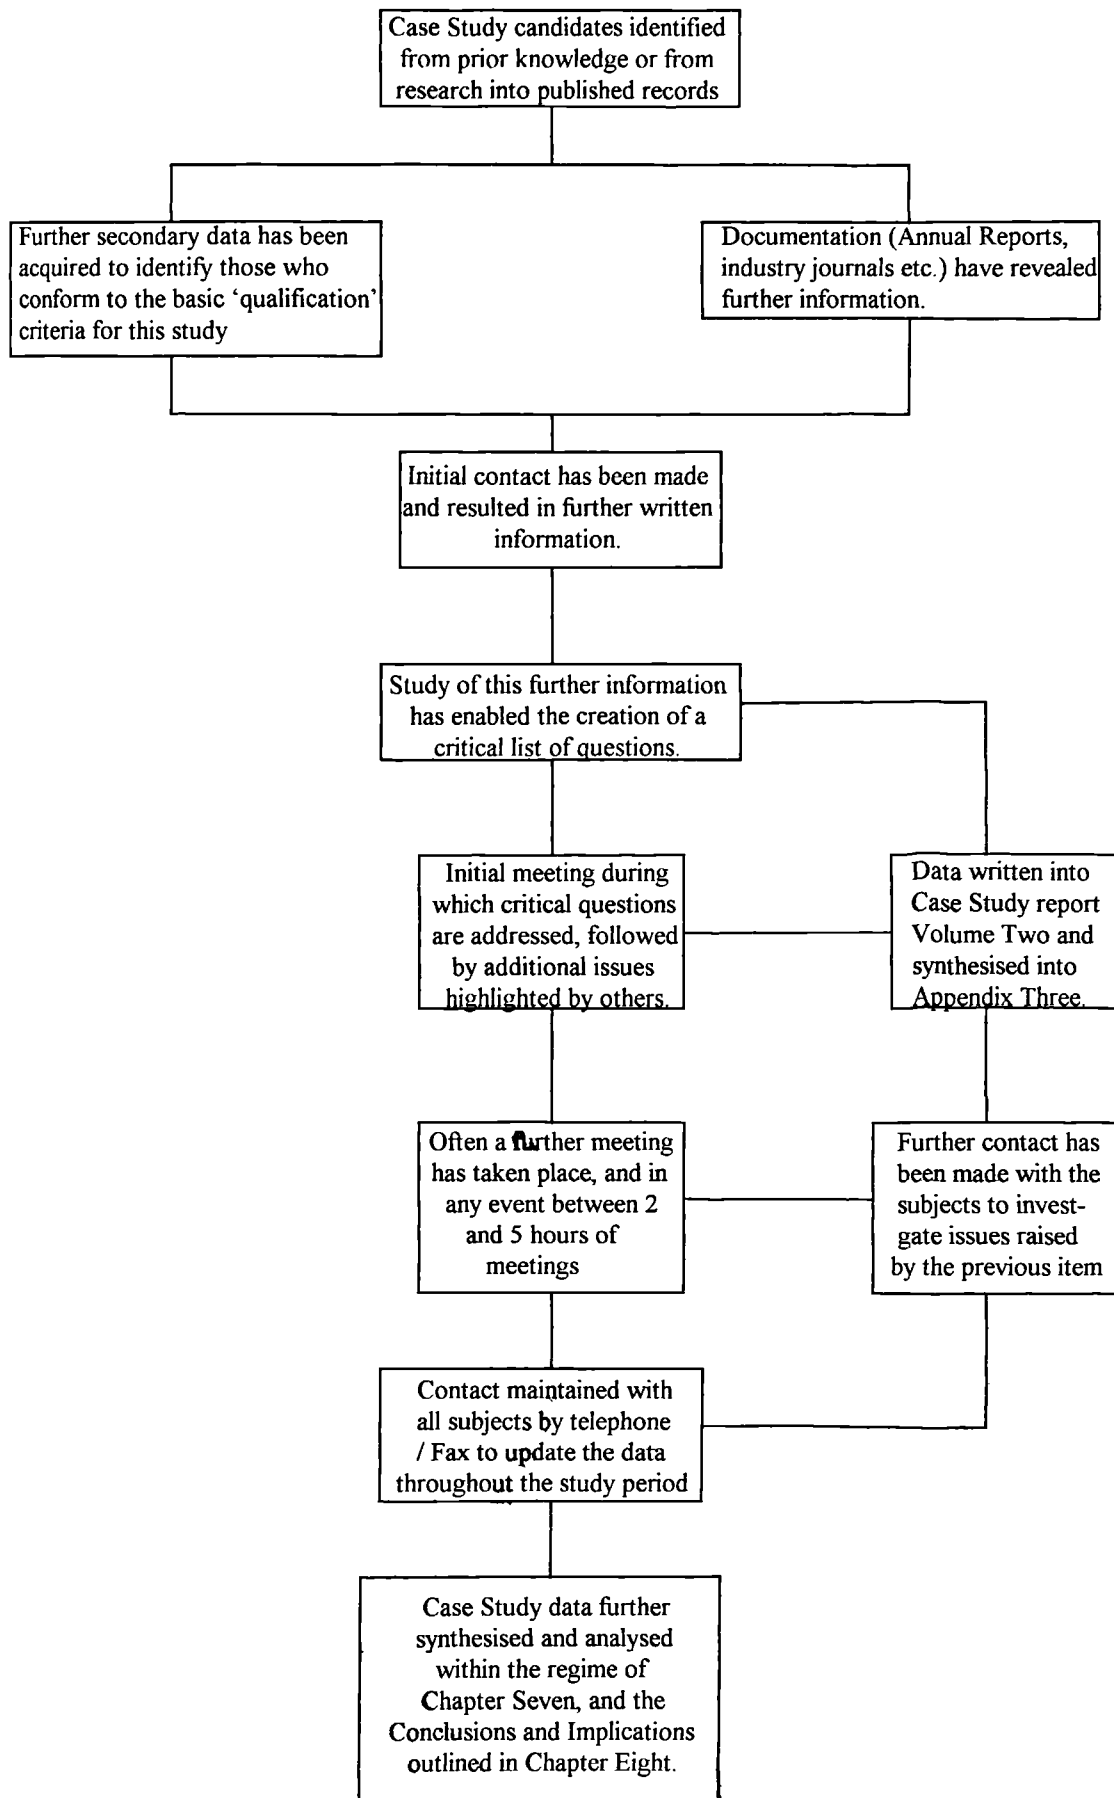 Case Study candidates identified
from prior knowledge or from
research into published records
Further secondary data has been
acquired to identify those who
conform to the basic ‘qualification’
criteria for this study
Documentation (Annual Reports,
industry journals etc.) have revealed
further information.
Initial contact has been made
and resulted in further written
information.
Study of this further information
has enabled the creation of a
critical list of questions.
Initial meeting during
which critical questions
are addressed, followed
by additional issues
highlighted by others.
Data written into
Case Study report
Volume Two and
synthesised into
Appendix Three.
Often a further meeting
has taken place, and in
any event between 2
and 5 hours of
meetings
Further contact has
been made with the
subjects to invest-
gate issues raised
by the previous item
Contact maintained with
all subjects by telephone
/ Fax to update the data
throughout the study period
Case Study data further
synthesised and analysed
within the regime of
Chapter Seven, and the
Conclusions and Implications
outlined in Chapter Eight.